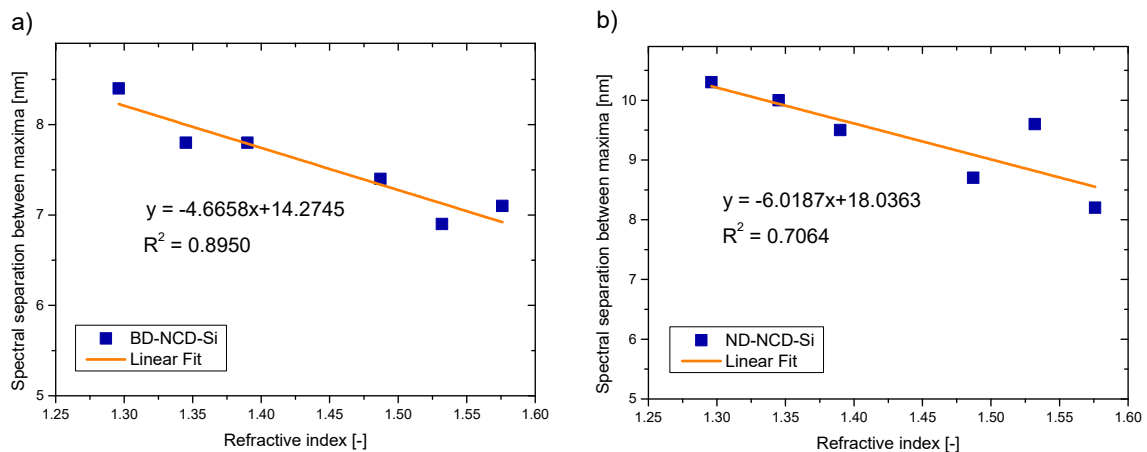 a)
Spectral separation between maxima [nm]
8
7
6
5
y = -4.6658x+14.2745
R² = 0.8950
BD-NCD-Si
Linear Fit
1.25 1.30 1.35 1.40 1.45 1.50 1.55 1.60
Refractive index [-]
b)
Spectral separation between maxima [nm]
10
9
8
7
6
5
y = -6.0187x+18.0363
R² = 0.7064
ND-NCD-Si
Linear Fit
1.25 1.30 1.35 1.40 1.45 1.50 1.55 1.60
Refractive index [-]